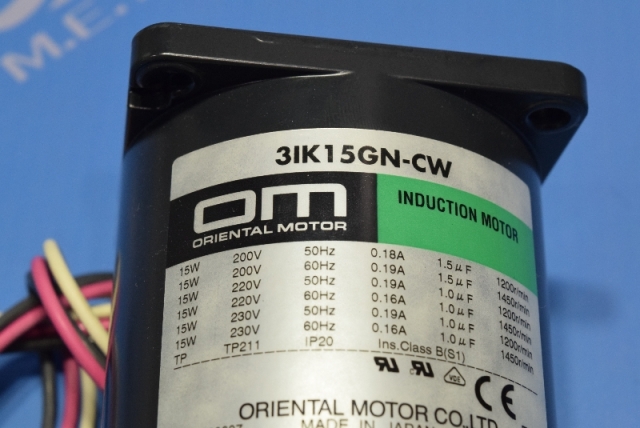 M.E.
3IK15GN-CW
om
ORIENTAL MOTOR
INDUCTION MOTOR
15W 200V 50Hz 0.18A 1.5μF 1200r/min
15W 200V 60Hz 0.19A 1.5μF 1450r/min
15W 220V 50Hz 0.19A 1.0μF 1200r/min
15W 220V 60Hz 0.16A 1.0μF 1450r/min
15W 230V 50Hz 0.19A 1.0μF 1200r/min
15W 230V 60Hz 0.16A 1.0μF 1450r/min
TP TP211 IP20 Ins.Class B(S1)
CE
ORIENTAL MOTOR CO.,LTD.
MADE IN JAPAN